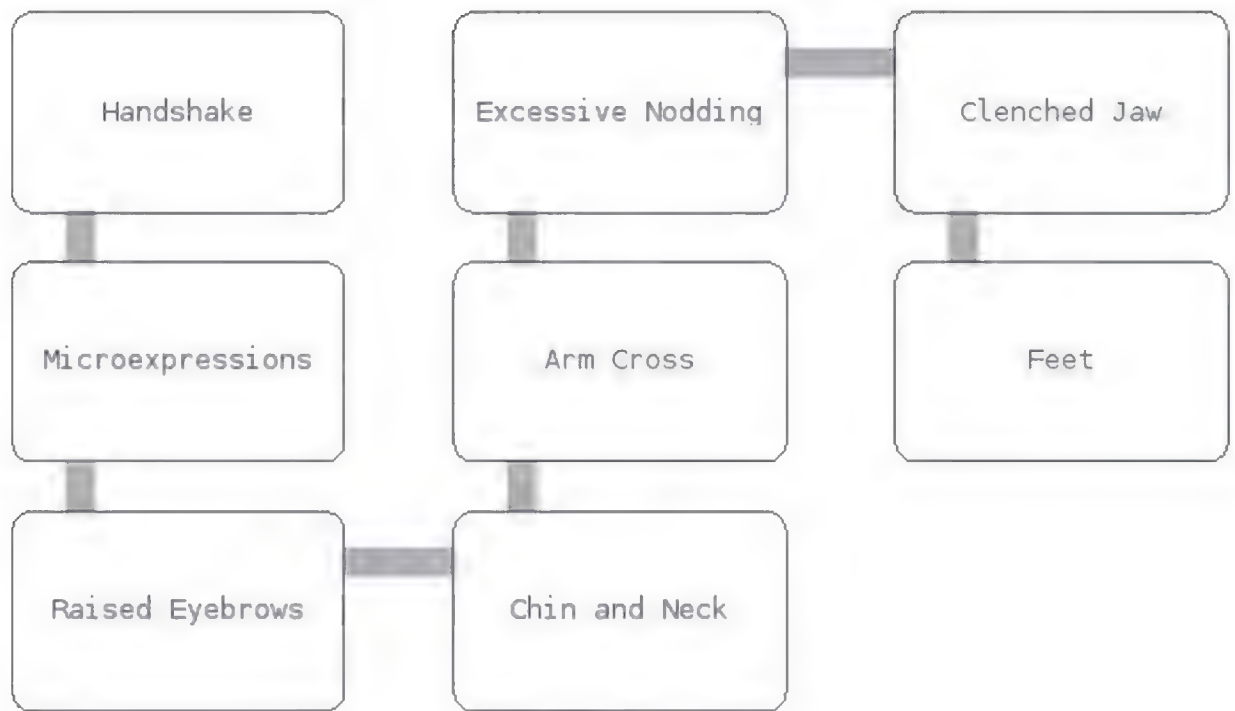 Handshake
Microexpressions
Raised Eyebrows
Chin and Neck
Arm Cross
Excessive Nodding
Clenched Jaw
Feet